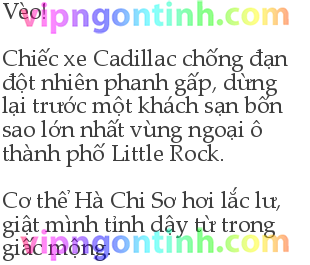 Vèo!
vipngontinh.com
Chiếc xe Cadillac chống đạn
đột nhiên phanh gấp, dừng
lại trước một khách sạn bốn
sao lớn nhất vùng ngoại ô
thành phố Little Rock.
Cơ thể Hà Chi Sơ hơi lắc lư,
giật mình tỉnh dậy từ trong
giấc mộng.
vipngontinh.com